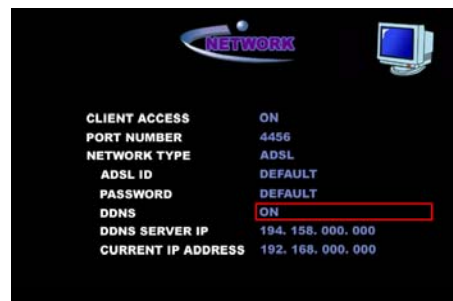 NETWORK
CLIENT ACCESS ON
PORT NUMBER 4456
NETWORK TYPE ADSL
ADSL ID DEFAULT
PASSWORD DEFAULT
DDNS ON
DDNS SERVER IP 194. 158. 000. 000
CURRENT IP ADDRESS 192. 168. 000. 000